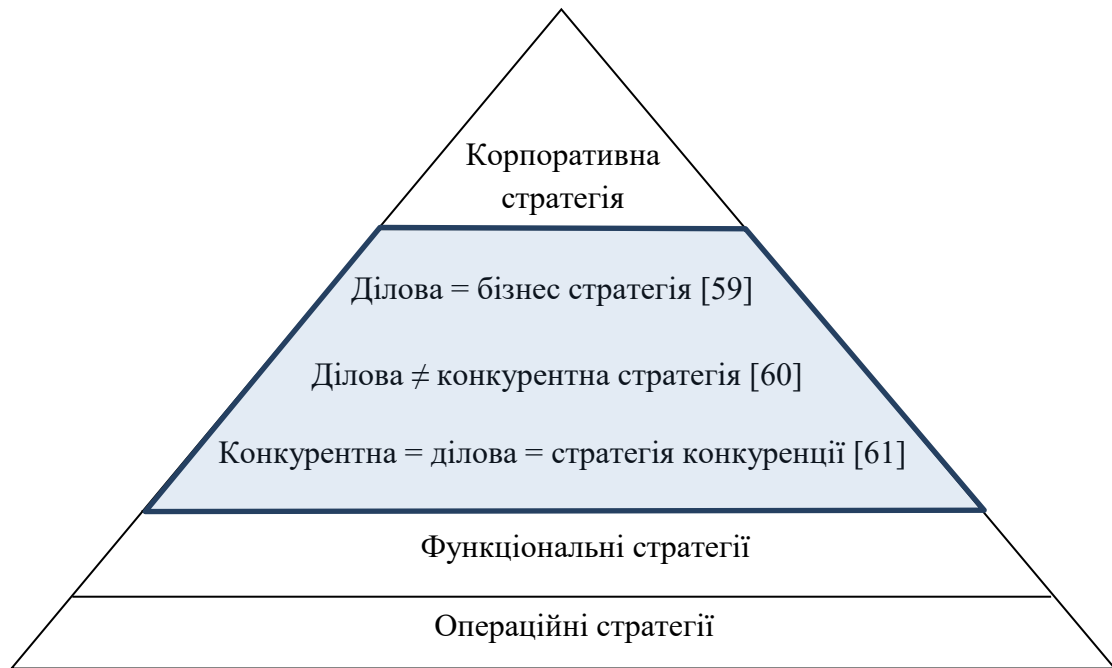 Корпоративна
стратегія
Ділова = бізнес стратегія [59]
Ділова ≠ конкурентна стратегія [60]
Конкурентна = ділова = стратегія конкуренції [61]
Функціональні стратегії
Операційні стратегії